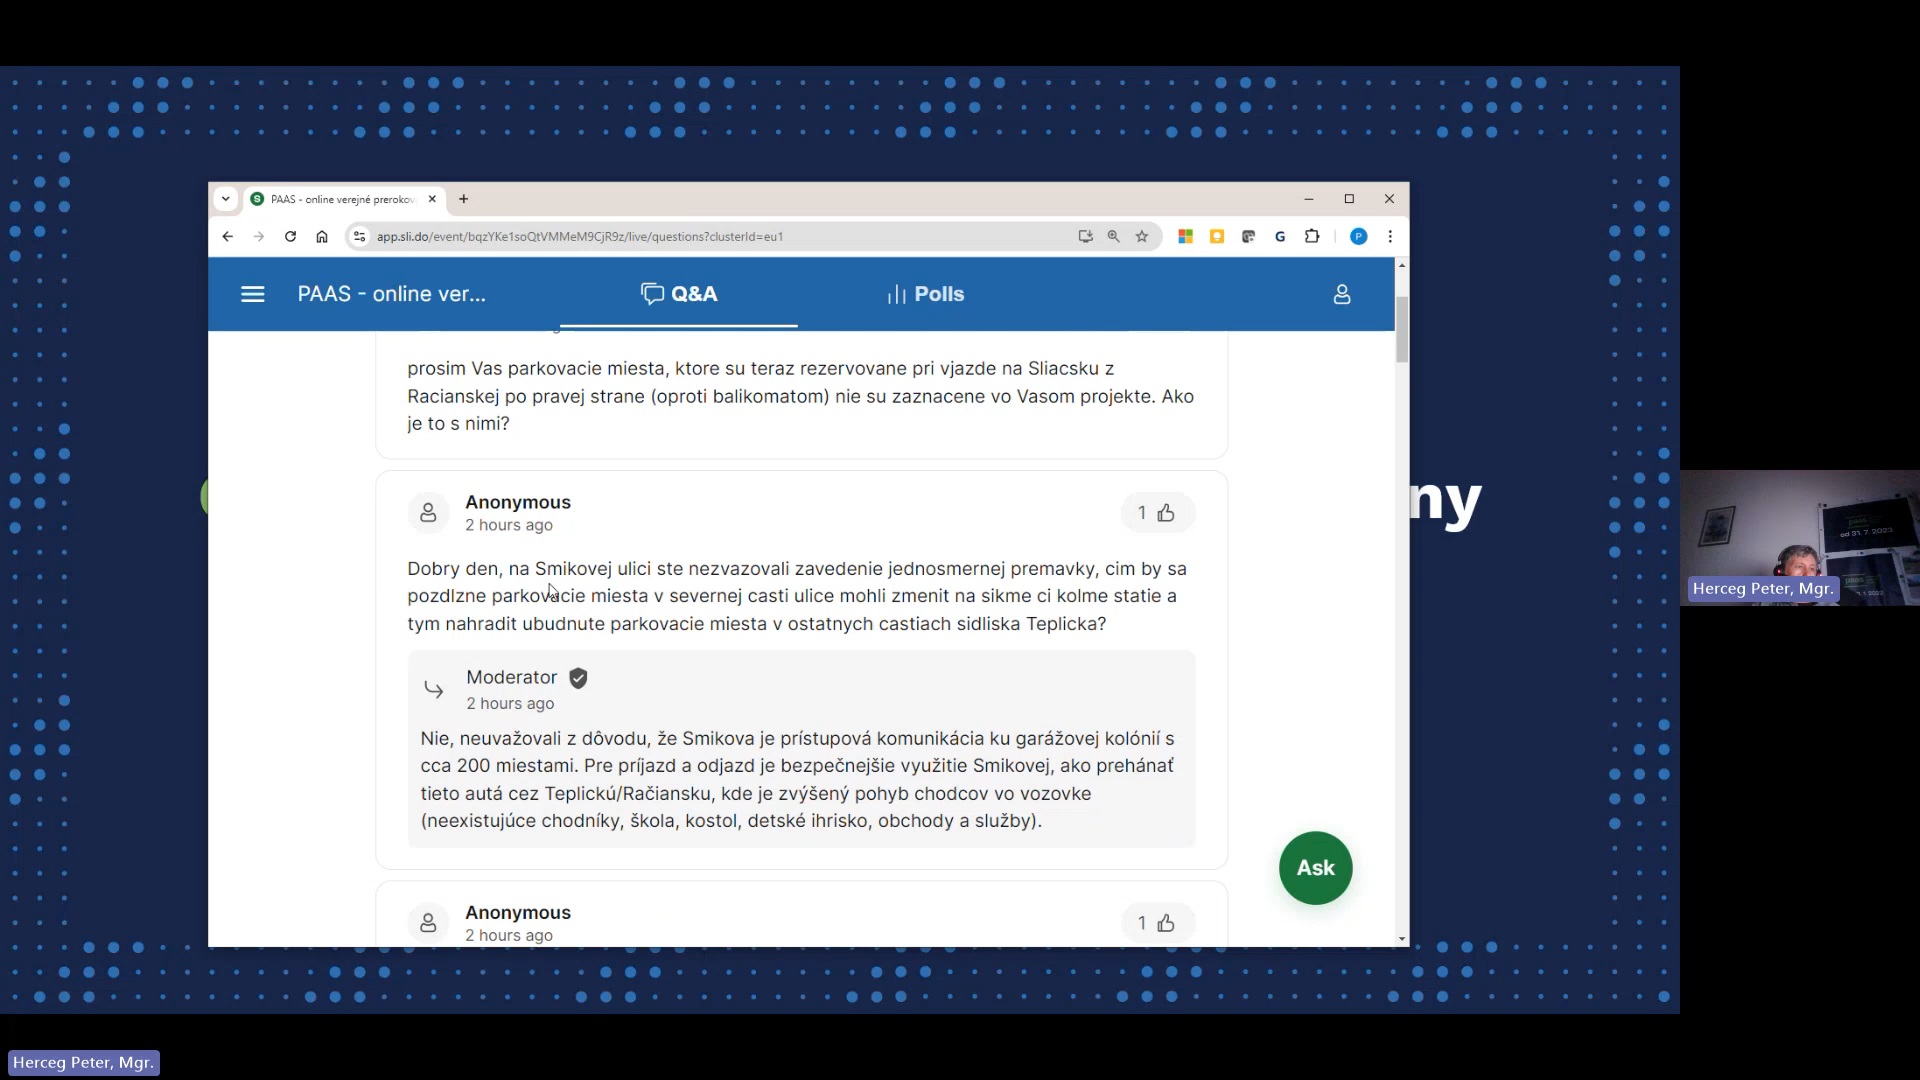 PAAS - online verejné prerokov
app.sli.do/event/bqzYKe1soQtVMMeM9CjR9z/live/questions?clusterId=eu1
PAAS - online ver...
Q&A
Polls
prosim Vas parkovacie miesta, ktore su teraz rezervovane pri vjazde na Sliacsku z
Racianskej po pravej strane (oproti balikomatom) nie su zaznacene vo Vasom projekte. Ako
je to s nimi?
Anonymous
2 hours ago
1
Dobry den, na Smikovej ulici ste nezvazovali zavedenie jednosmernej premavky, cim by sa
pozdlzne parkovacie miesta v severnej casti ulice mohli zmenit na sikme ci kolme statie a
tym nahradit ubudnute parkovacie miesta v ostatnych castiach sidliska Teplicka?
Moderator
2 hours ago
Nie, neuvažovali z dôvodu, že Smikova je prístupová komunikácia ku garážovej kolónií s
cca 200 miestami. Pre príjazd a odjazd je bezpečnejšie využitie Smikovej, ako prehánať
tieto autá cez Teplickú/Račiansku, kde je zvýšený pohyb chodcov vo vozovke
(neexistujúce chodníky, škola, kostol, detské ihrisko, obchody a služby).
Ask
Anonymous
2 hours ago
1
ny
od 31.7.2023
Herceg Peter, Mgr.
Herceg Peter, Mgr.